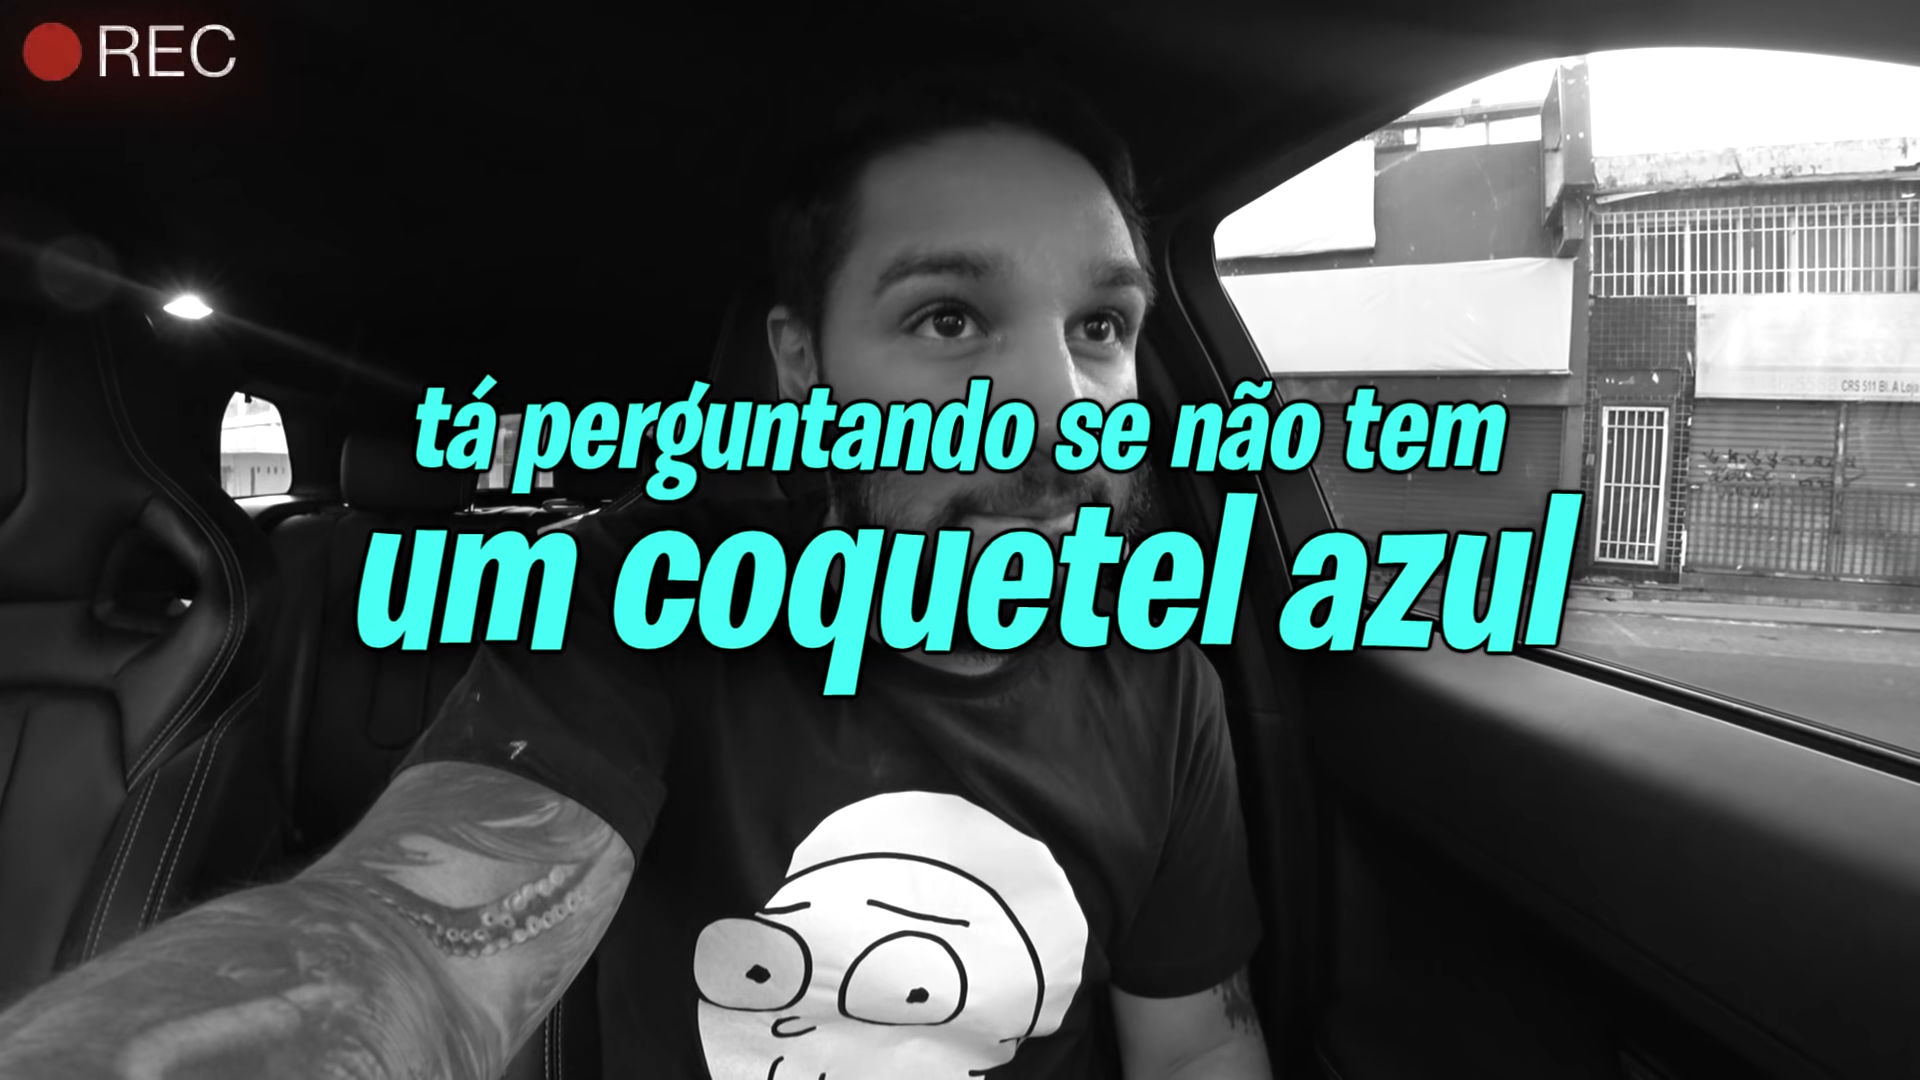 REC
tá perguntando se não tem
um coquetel azul
CRS 511 Bl. A Loja